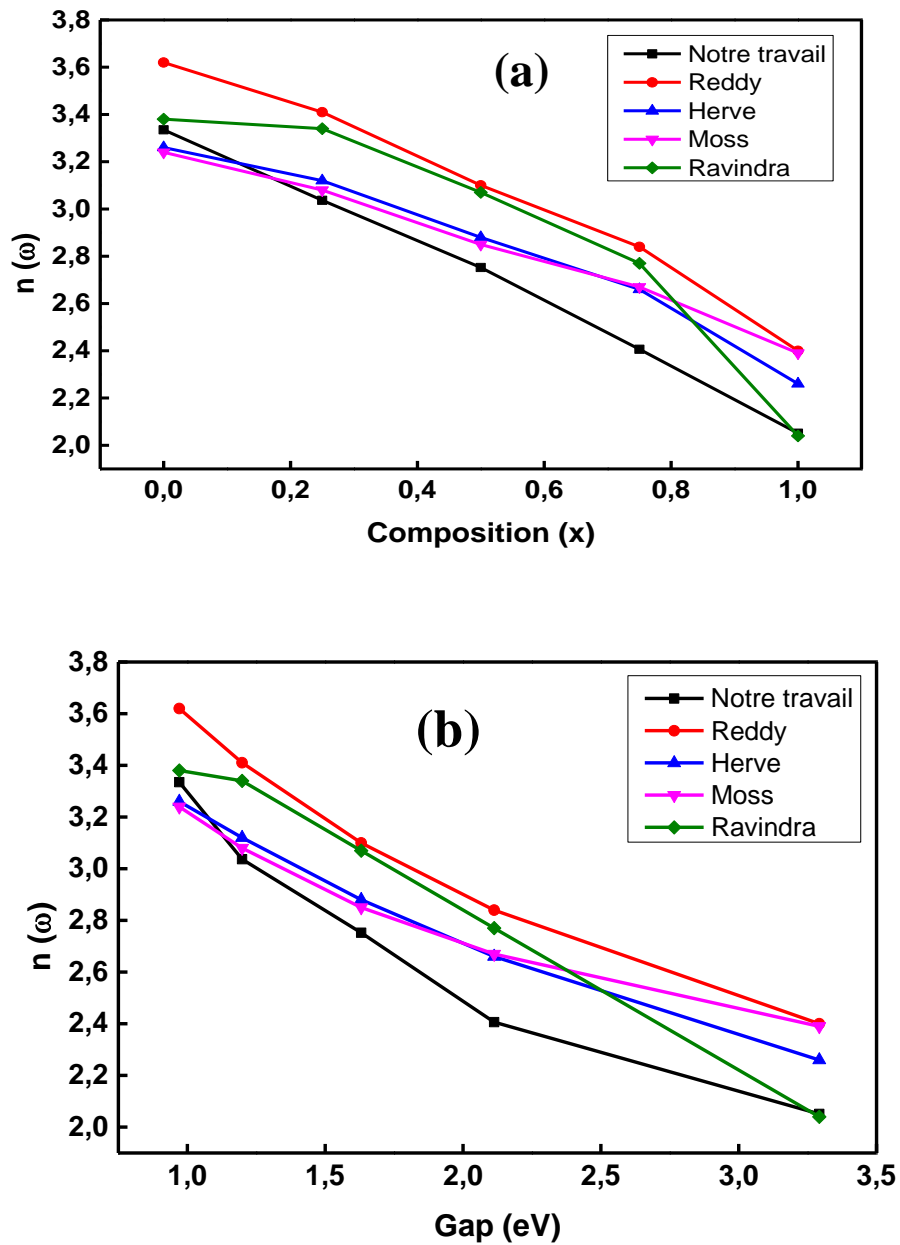 (a)
Notre travail
Reddy
Herve
Moss
Ravindra
3,8
3,6
3,4
3,2
3,0
2,8
2,6
2,4
2,2
2,0
n (ω)
0,0 0,2 0,4 0,6 0,8 1,0
Composition (x)
(b)
Notre travail
Reddy
Herve
Moss
Ravindra
3,8
3,6
3,4
3,2
3,0
2,8
2,6
2,4
2,2
2,0
n (ω)
1,0 1,5 2,0 2,5 3,0 3,5
Gap (eV)